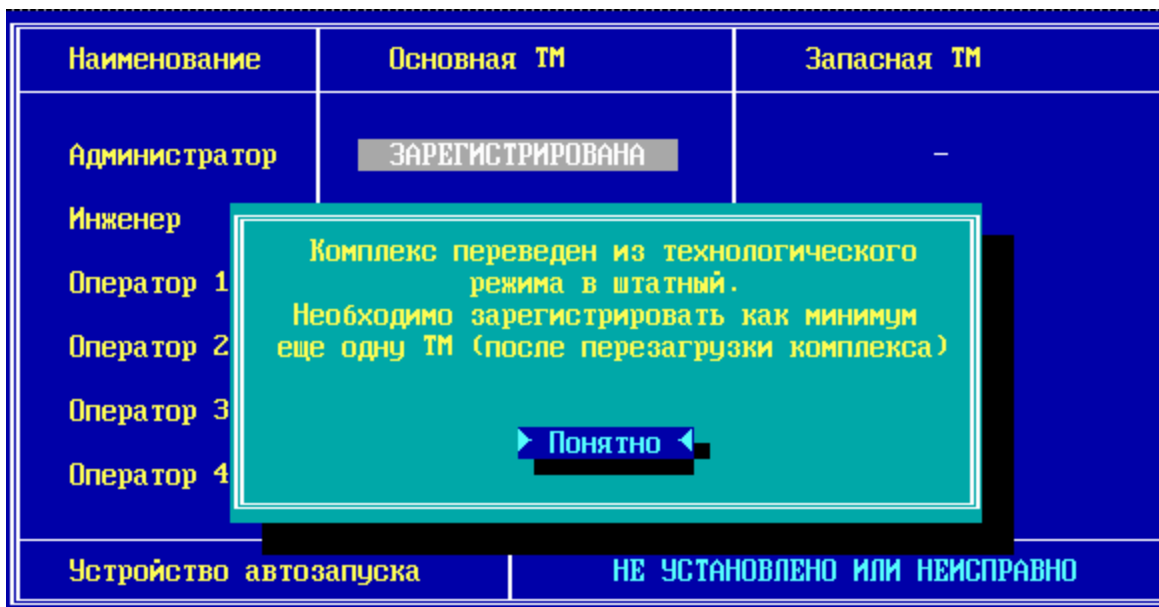 Наименование Основная ТМ Запасная ТМ
Администратор ЗАРЕГИСТРИРОВАНА –
Инженер
Комплекс переведен из технологического
режима в штатный.
Оператор 1
Необходимо зарегистрировать как минимум
еще одну ТМ (после перезагрузки комплекса)
Оператор 2
Оператор 3
Понятно
Оператор 4
Устройство автозапуска НЕ УСТАНОВЛЕНО ИЛИ НЕИСПРАВНО